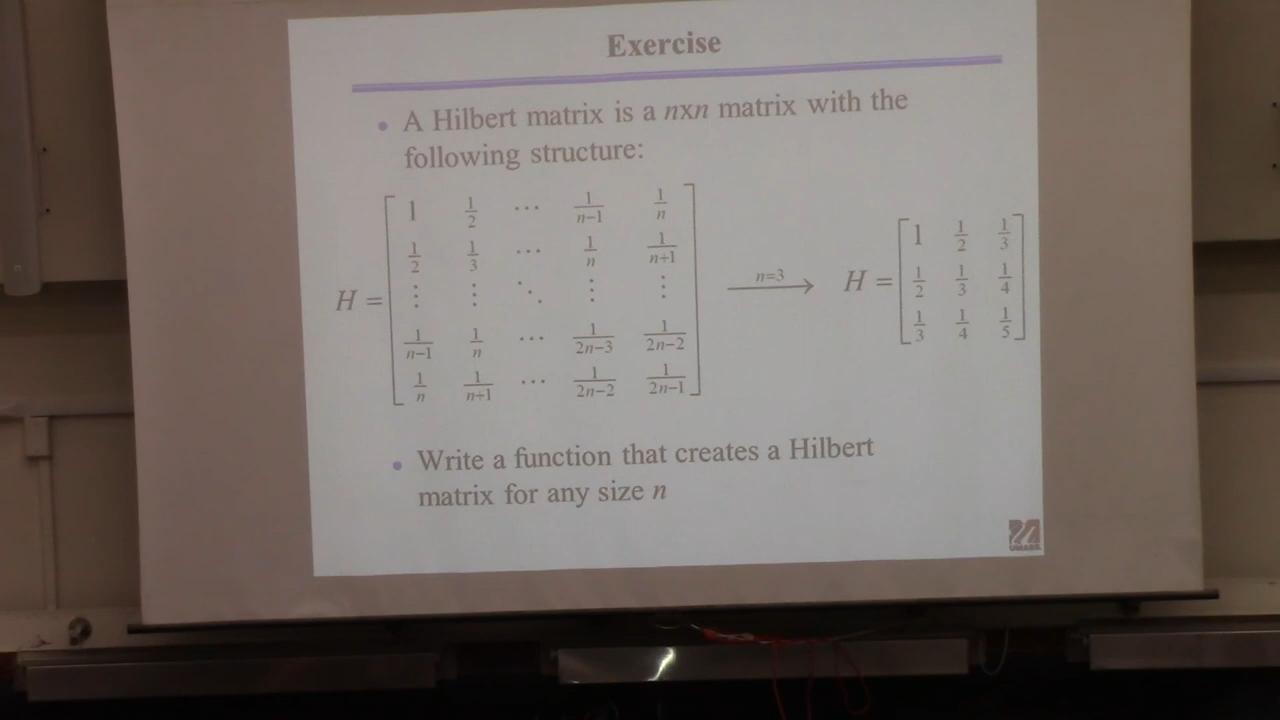 Exercise
• A Hilbert matrix is a nxn matrix with the
following structure:
H = [ 1 1/2 ⋯ 1/(n−1) 1/n
1/2 1/3 ⋯ 1/n 1/(n+1)
⋮ ⋮ ⋱ ⋮ ⋮
1/(n−1) 1/n ⋯ 1/(2n−3) 1/(2n−2)
1/n 1/(n+1) ⋯ 1/(2n−2) 1/(2n−1) ]
n=3
H = [ 1 1/2 1/3
1/2 1/3 1/4
1/3 1/4 1/5 ]
• Write a function that creates a Hilbert
matrix for any size n